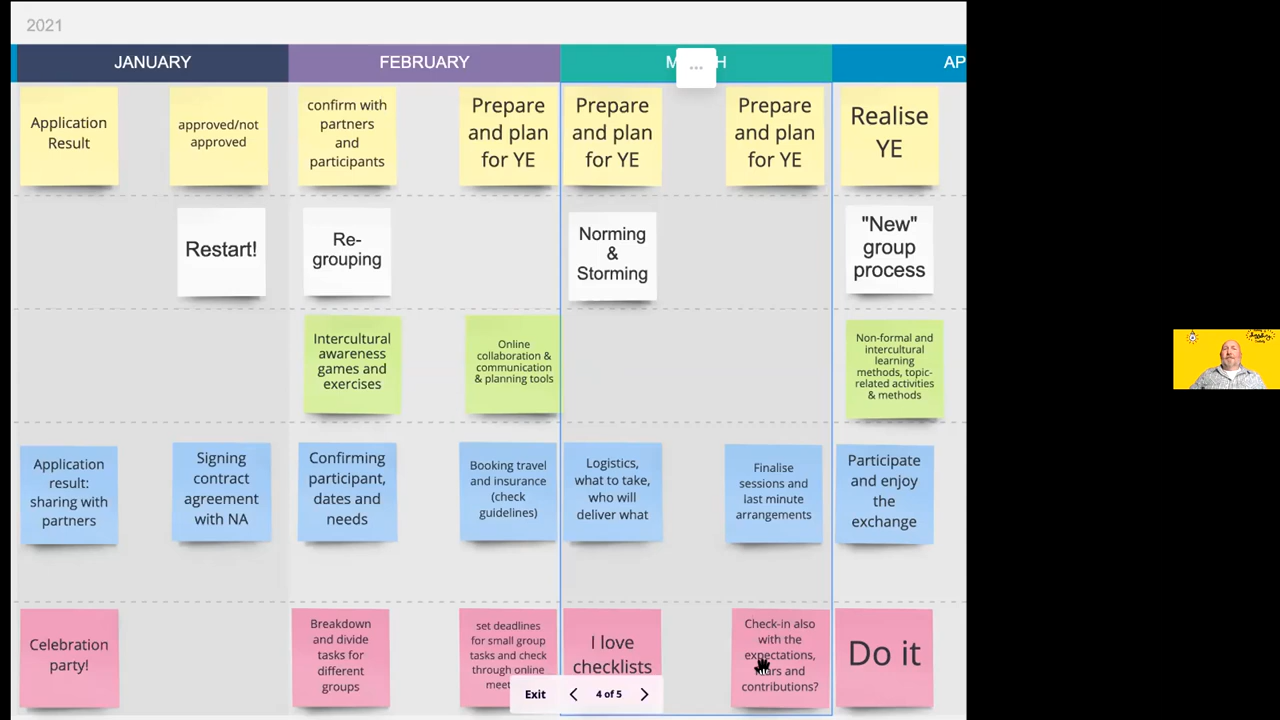 2021
JANUARY
FEBRUARY
AP
Application
Result
approved/not
approved
confirm with
partners
and
participants
Prepare
and plan
for YE
Prepare
and plan
for YE
Prepare
and plan
for YE
Realise
YE
Restart!
Re-
grouping
Norming
&
Storming
"New"
group
process
Intercultural
awareness
games and
exercises
Online
collaboration &
communication
& planning tools
Non-formal and
intercultural
learning
methods, topic-
related activities
& methods
Application
result:
sharing with
partners
Signing
contract
agreement
with NA
Confirming
participant,
dates and
needs
Booking travel
and insurance
(check
guidelines)
Logistics,
what to take,
who will
deliver what
Finalise
sessions and
last minute
arrangements
Participate
and enjoy
the
exchange
Celebration
party!
Breakdown
and divide
tasks for
different
groups
set deadlines
for small group
tasks and check
through online
I love
checklists
Check-in also
with the
expectations,
and
contributions?
Do it
Exit
4 of 5